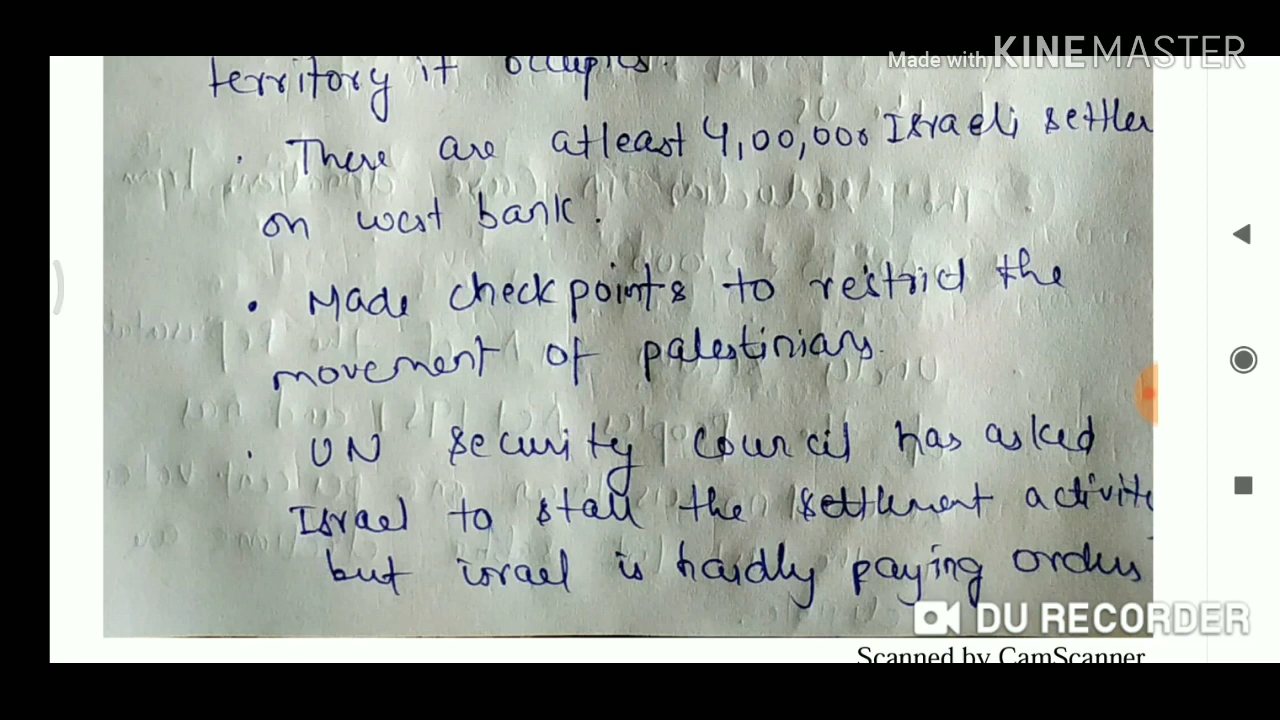 Made with KINEMASTER
territory it occupies.
. There are atleast 4,00,000 Israeli settler
on west bank.
. Made checkpoints to restrict the
movement of palestinians.
. UN security council has asked
Israel to stall the settlement activite
but israel is hardly paying orders
DU RECORDER
Scanned by CamScanner